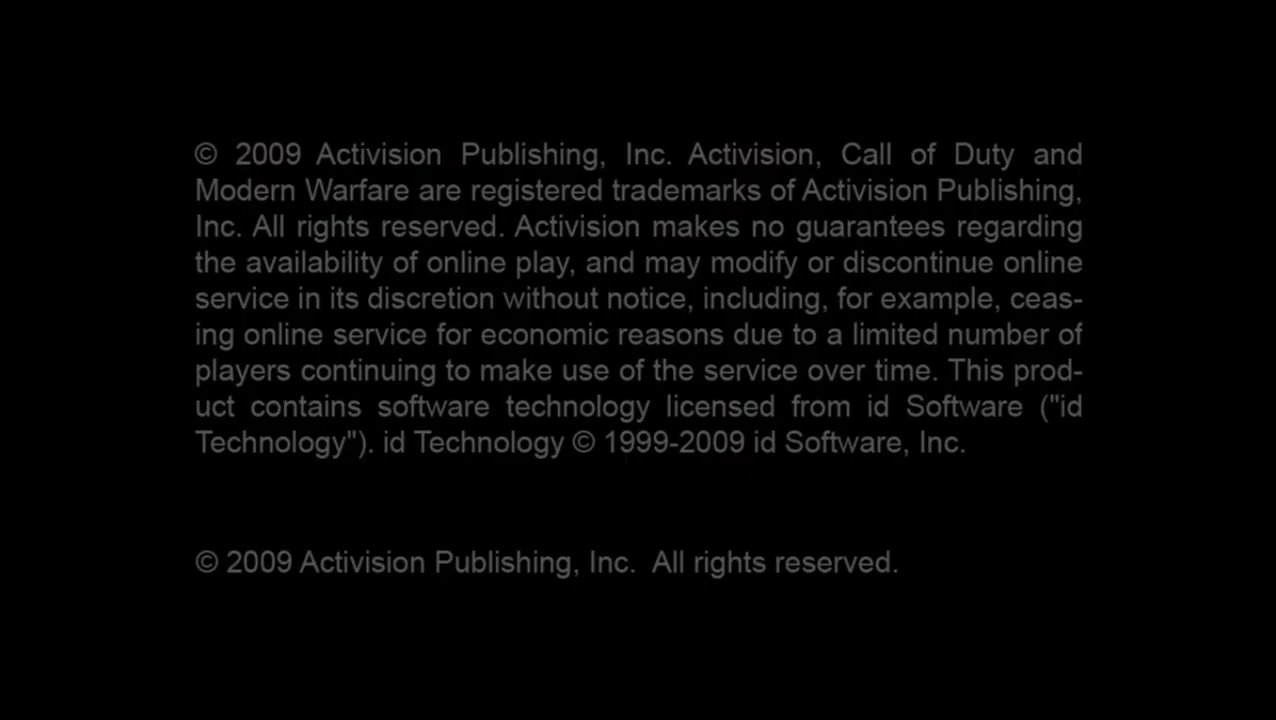 © 2009 Activision Publishing, Inc. Activision, Call of Duty and
Modern Warfare are registered trademarks of Activision Publishing,
Inc. All rights reserved. Activision makes no guarantees regarding
the availability of online play, and may modify or discontinue online
service in its discretion without notice, including, for example, ceas-
ing online service for economic reasons due to a limited number of
players continuing to make use of the service over time. This prod-
uct contains software technology licensed from id Software ("id
Technology"). id Technology © 1999-2009 id Software, Inc.
© 2009 Activision Publishing, Inc.  All rights reserved.